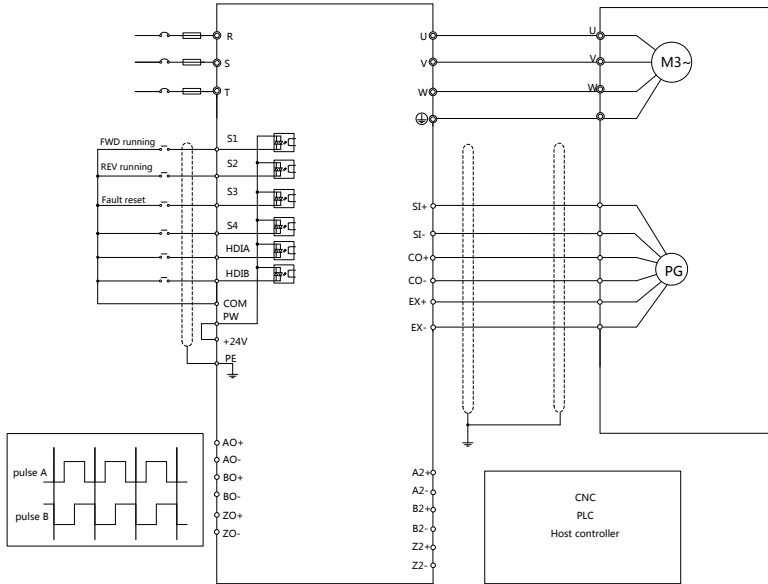 R
S
T
U
V
W
U
V
W
M3~
FWD running
REV running
Fault reset
S1
S2
S3
S4
HDIA
HDIB
COM
PW
+24V
PE
SI+
SI-
CO+
CO-
EX+
EX-
PG
pulse A
pulse B
AO+
AO-
BO+
BO-
ZO+
ZO-
A2+
A2-
B2+
B2-
Z2+
Z2-
CNC
PLC
Host controller